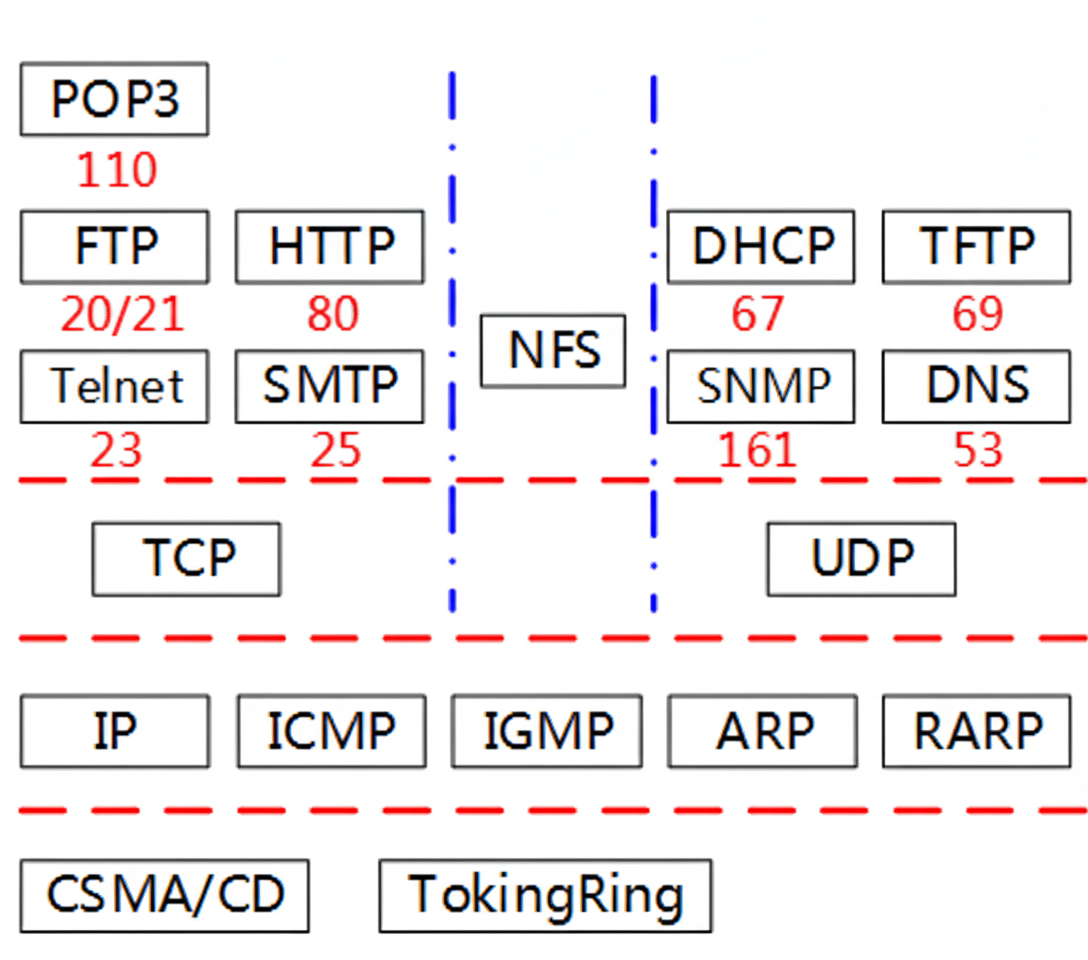 POP3
110
FTP HTTP DHCP TFTP
20/21 80 67 69
NFS
Telnet SMTP SNMP DNS
23 25 161 53
TCP UDP
IP ICMP IGMP ARP RARP
CSMA/CD TokingRing